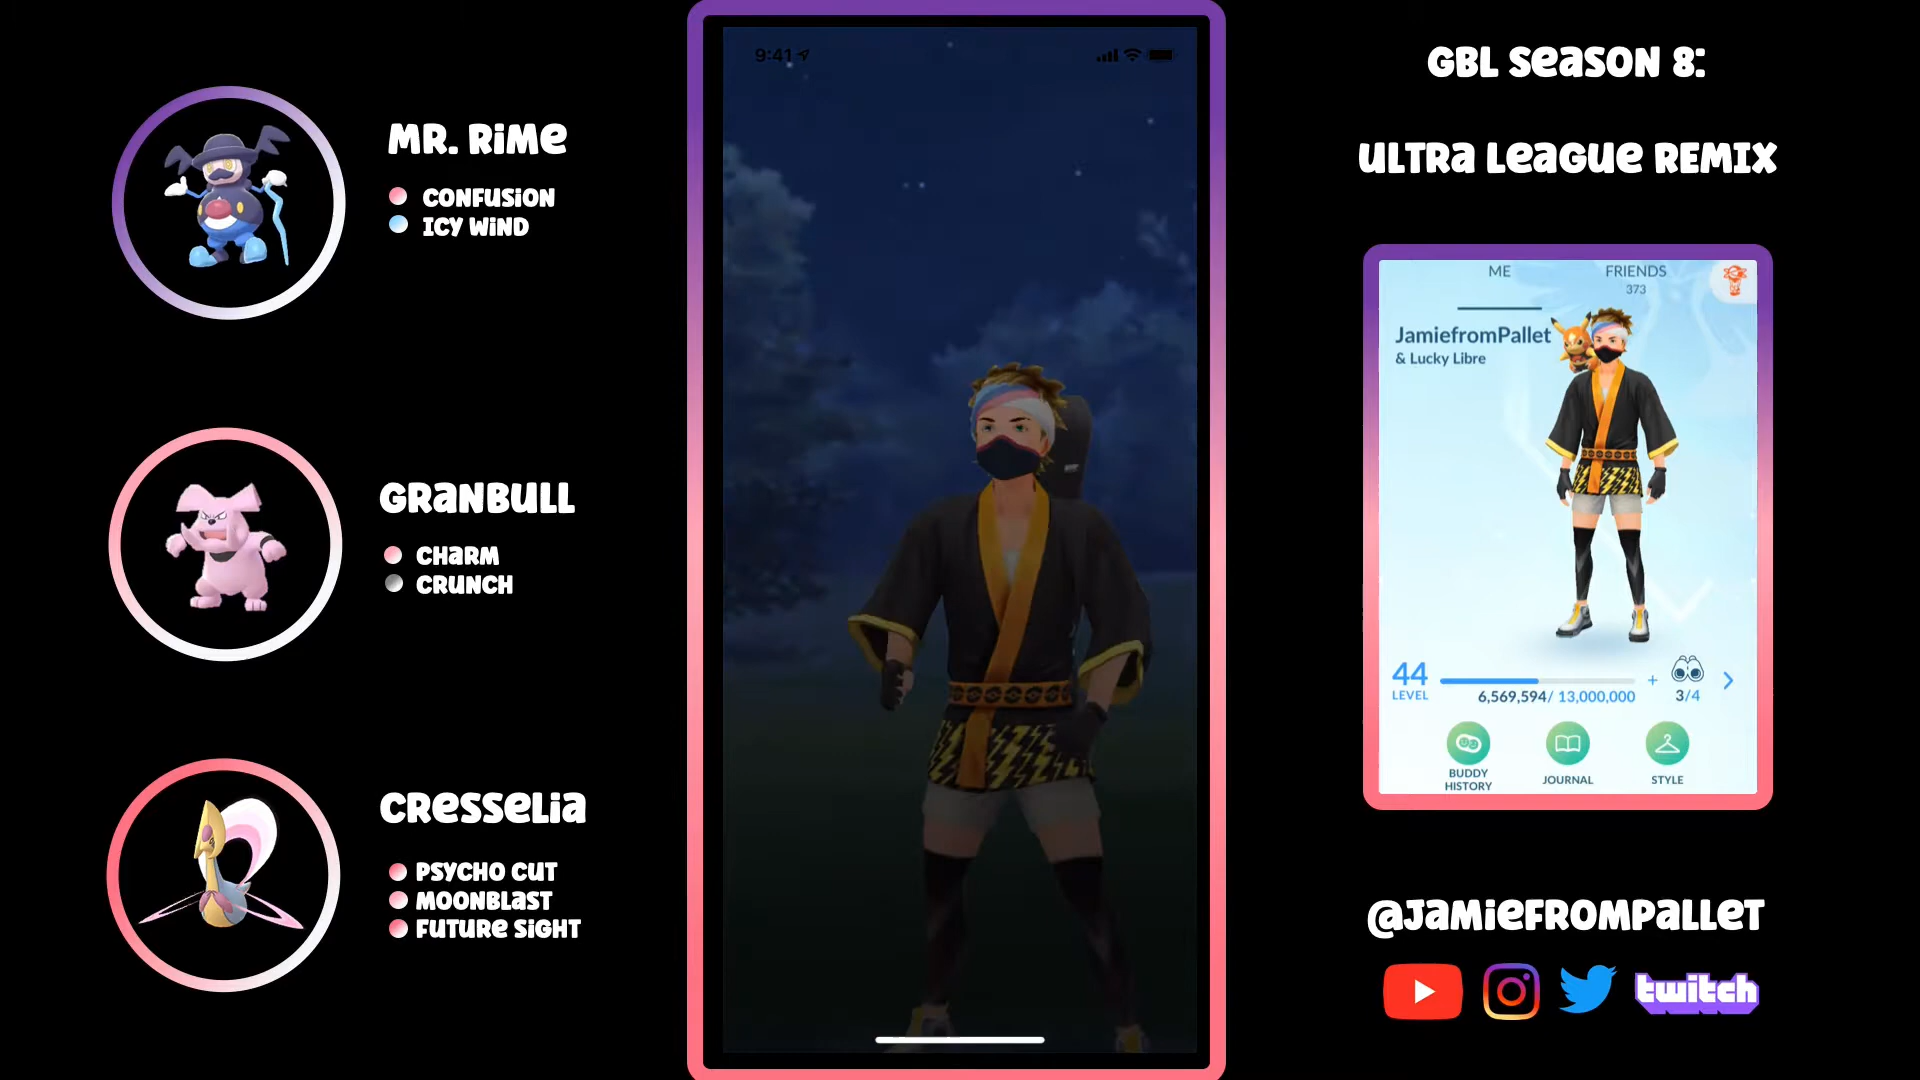 MR. RIME
CONFUSION
ICY WIND
GRANBULL
CHARM
CRUNCH
CRESSELIA
PSYCHO CUT
MOONBLAST
FUTURE SIGHT
9:41
GBL SEASON 8:
ULTRA LEAGUE REMIX
ME
FRIENDS
373
JamiefromPallet
& Lucky Libre
44
LEVEL
6,569,594/ 13,000,000
+
3/4
BUDDY
HISTORY
JOURNAL
STYLE
@JAMIEFROMPALLET
twitch